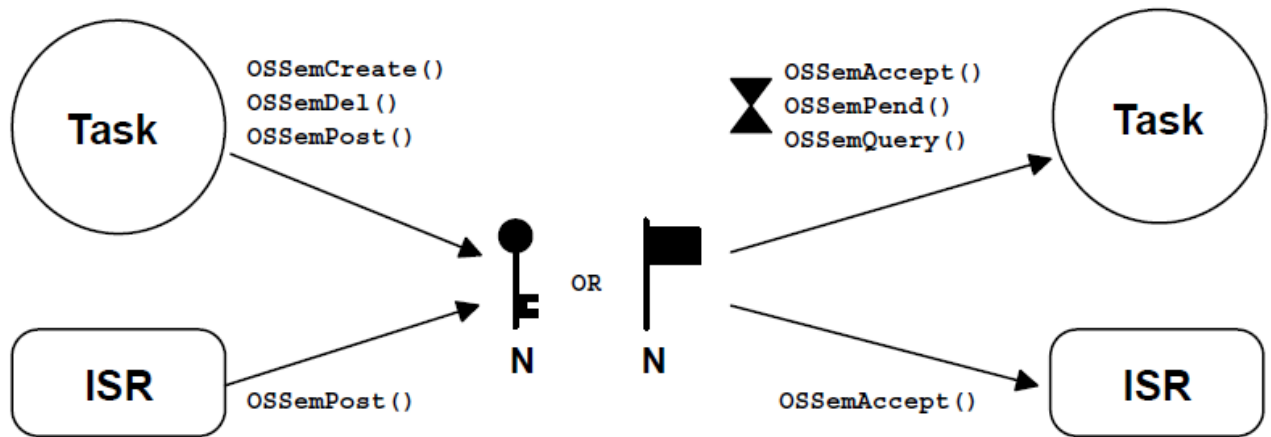 Task
OSSemCreate()
OSSemDel()
OSSemPost()
OSSemAccept()
OSSemPend()
OSSemQuery()
Task
OR
N
N
ISR
OSSemPost()
OSSemAccept()
ISR